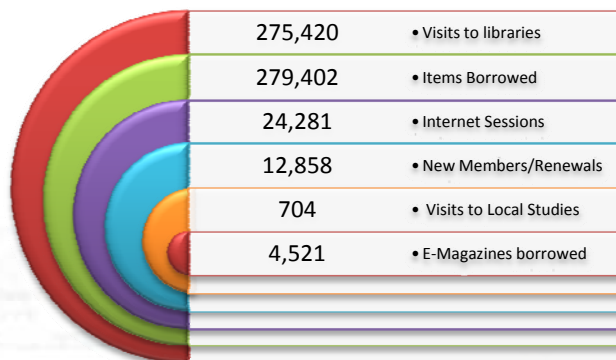 275,420 • Visits to libraries
279,402 • Items Borrowed
24,281 • Internet Sessions
12,858 • New Members/Renewals
704 • Visits to Local Studies
4,521 • E-Magazines borrowed